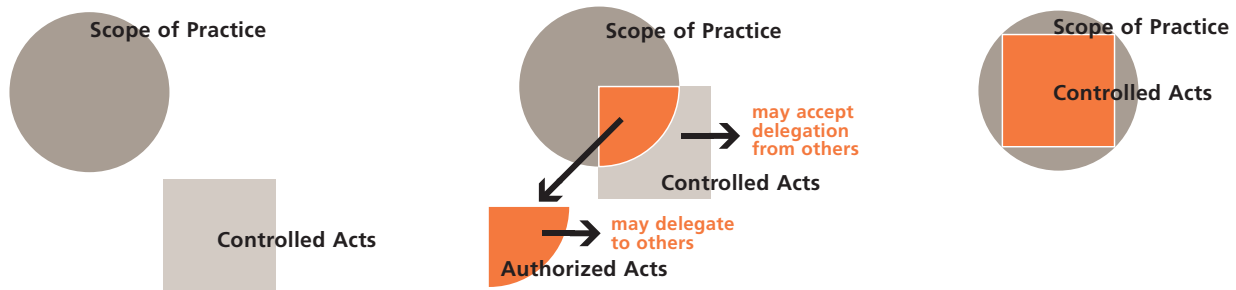 Scope of Practice
Controlled Acts
Scope of Practice
may accept
delegation
from others
Controlled Acts
may delegate
to others
Authorized Acts
Scope of Practice
Controlled Acts